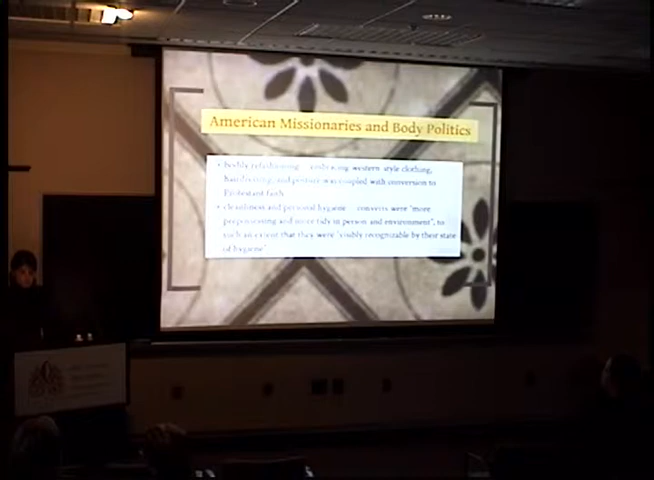 American Missionaries and Body Politics
• bodily refashioning embracing western style clothing,
hairdressing, and posture was coupled with conversion to
Protestant faith
• cleanliness and personal hygiene converts were "more
prepossessing and more tidy in person and environment", to
such an extent that they were "visibly recognizable by their state
of hygiene"